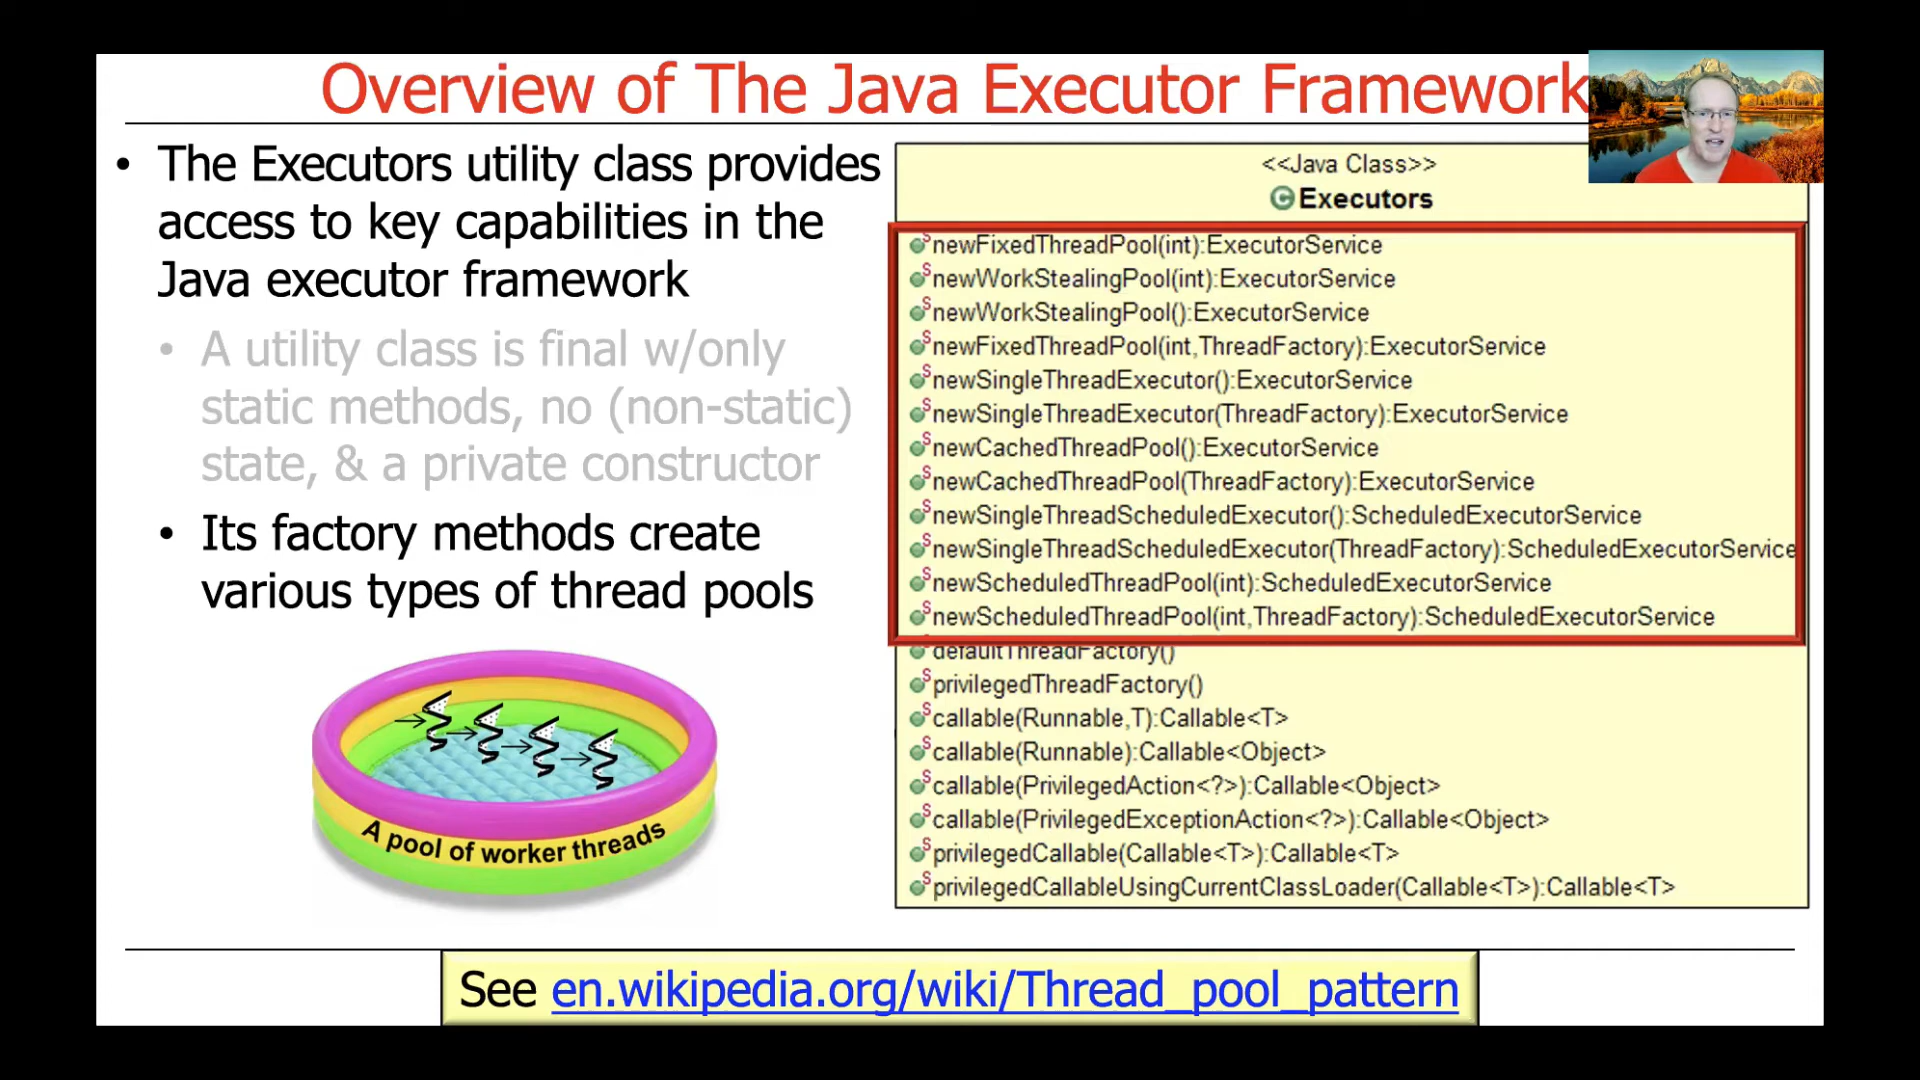 Overview of The Java Executor Framework
• The Executors utility class provides
access to key capabilities in the
Java executor framework
• A utility class is final w/only
static methods, no (non-static)
state, & a private constructor
• Its factory methods create
various types of thread pools
A pool of worker threads
<<Java Class>>
C Executors
S newFixedThreadPool(int):ExecutorService
S newWorkStealingPool(int):ExecutorService
S newWorkStealingPool():ExecutorService
S newFixedThreadPool(int,ThreadFactory):ExecutorService
S newSingleThreadExecutor():ExecutorService
S newSingleThreadExecutor(ThreadFactory):ExecutorService
S newCachedThreadPool():ExecutorService
S newCachedThreadPool(ThreadFactory):ExecutorService
S newSingleThreadScheduledExecutor():ScheduledExecutorService
S newSingleThreadScheduledExecutor(ThreadFactory):ScheduledExecutorService
S newScheduledThreadPool(int):ScheduledExecutorService
S newScheduledThreadPool(int,ThreadFactory):ScheduledExecutorService
defaultThreadFactory()
S privilegedThreadFactory()
S callable(Runnable,T):Callable<T>
S callable(Runnable):Callable<Object>
S callable(PrivilegedAction<?>):Callable<Object>
S callable(PrivilegedExceptionAction<?>):Callable<Object>
S privilegedCallable(Callable<T>):Callable<T>
S privilegedCallableUsingCurrentClassLoader(Callable<T>):Callable<T>
See en.wikipedia.org/wiki/Thread_pool_pattern